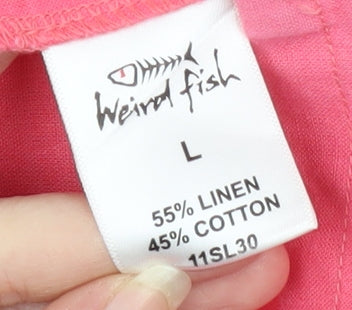 Weird fish
L
55% LINEN
45% COTTON
11SL30